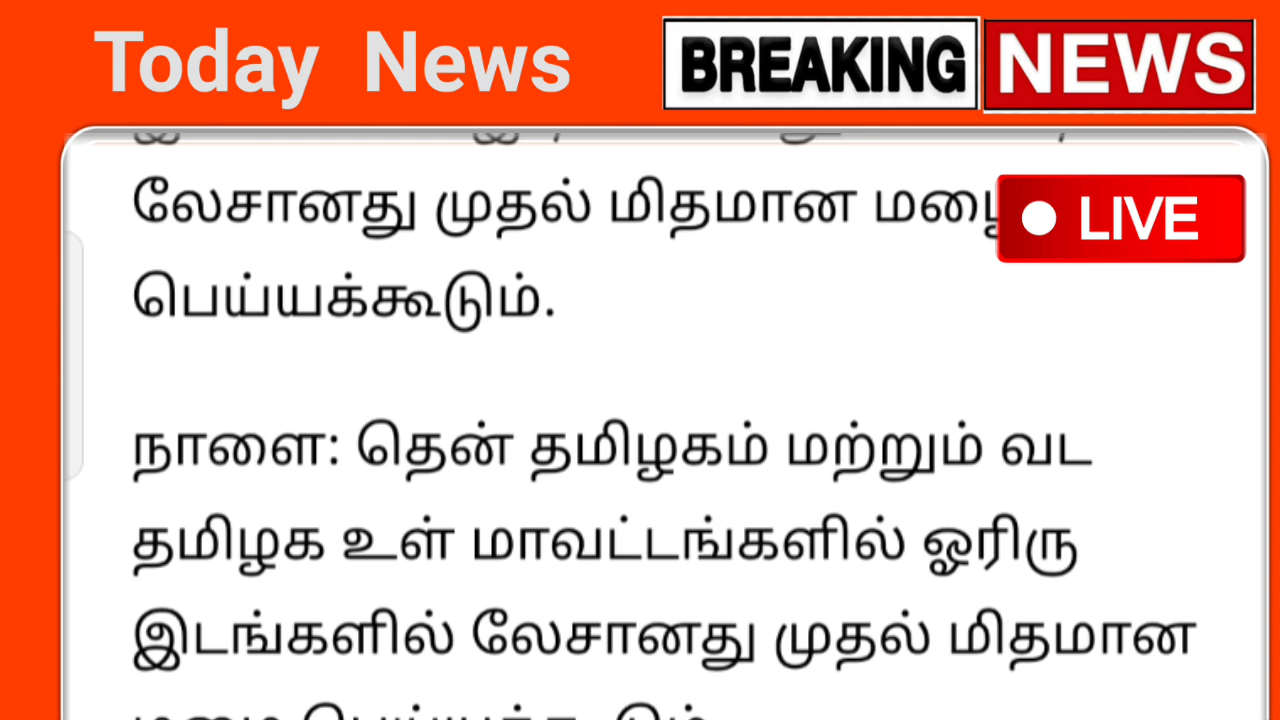 Today News
BREAKING NEWS
லேசானது முதல் மிதமான மழை
LIVE
பெய்யக்கூடும்.
நாளை: தென் தமிழகம் மற்றும் வட
தமிழக உள் மாவட்டங்களில் ஓரிரு
இடங்களில் லேசானது முதல் மிதமான